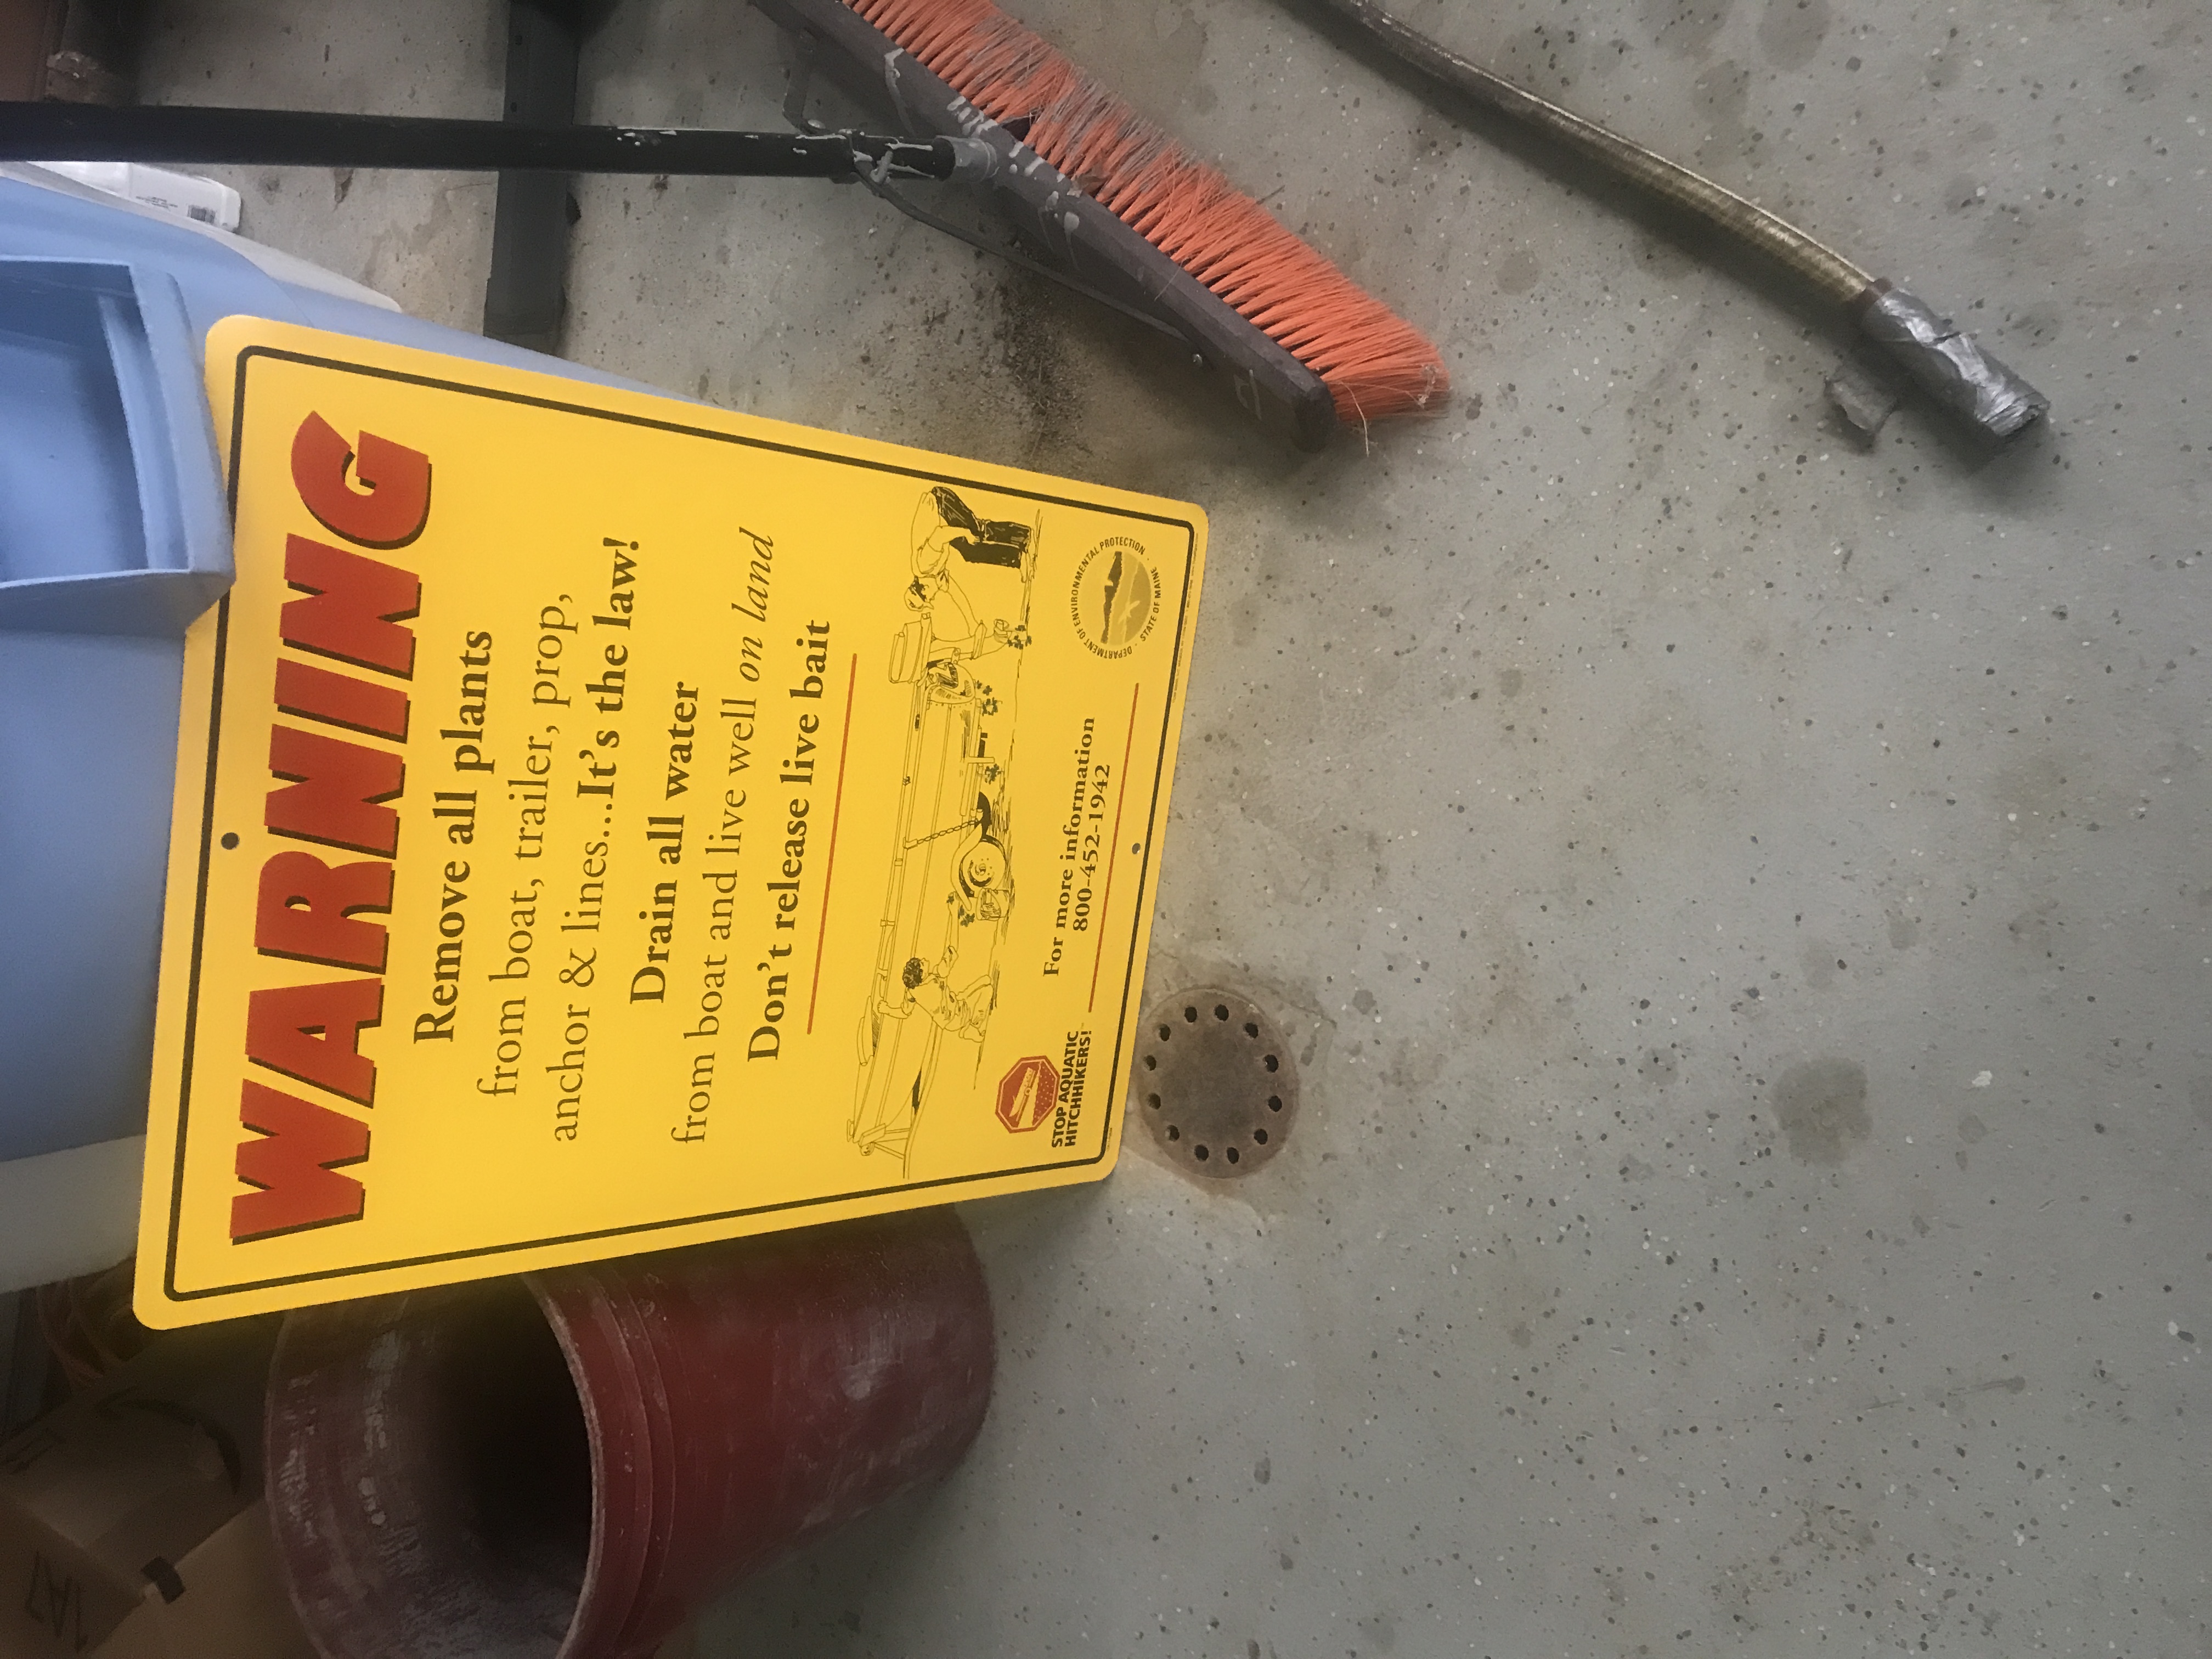 WARNING
Remove all plants
from boat, trailer, prop,
anchor & lines...It's the law!
Drain all water
from boat and live well on land
Don't release live bait
STOP AQUATIC
HITCHHIKERS!
For more information
800-452-1942
DEPARTMENT OF ENVIRONMENTAL PROTECTION
STATE OF MAINE